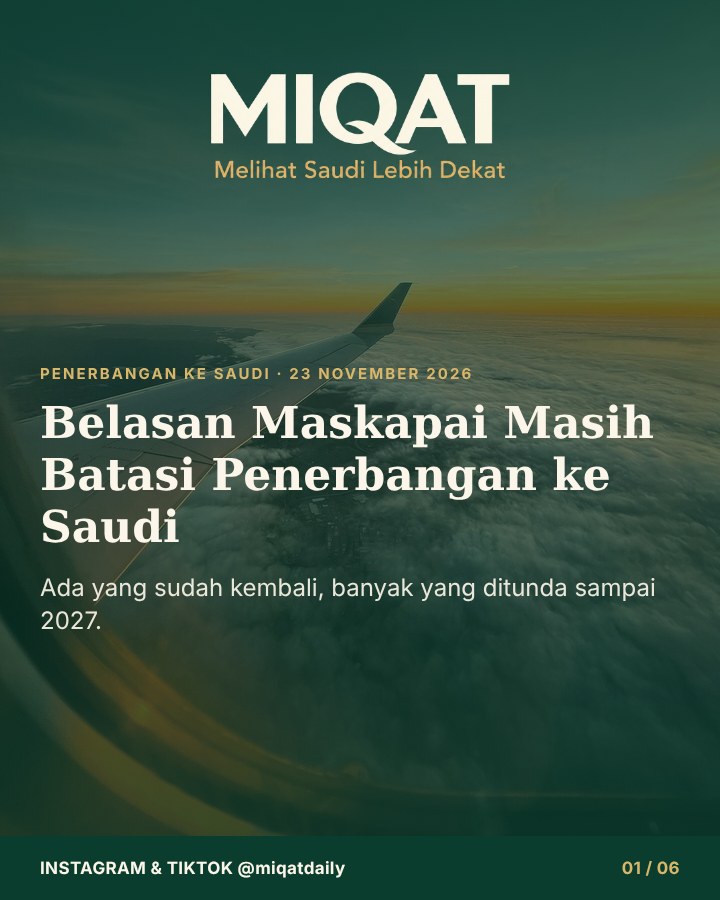 MIQAT
Melihat Saudi Lebih Dekat
PENERBANGAN KE SAUDI · 23 NOVEMBER 2026
Belasan Maskapai Masih
Batasi Penerbangan ke
Saudi
Ada yang sudah kembali, banyak yang ditunda sampai
2027.
INSTAGRAM & TIKTOK @miqatdaily
01 / 06